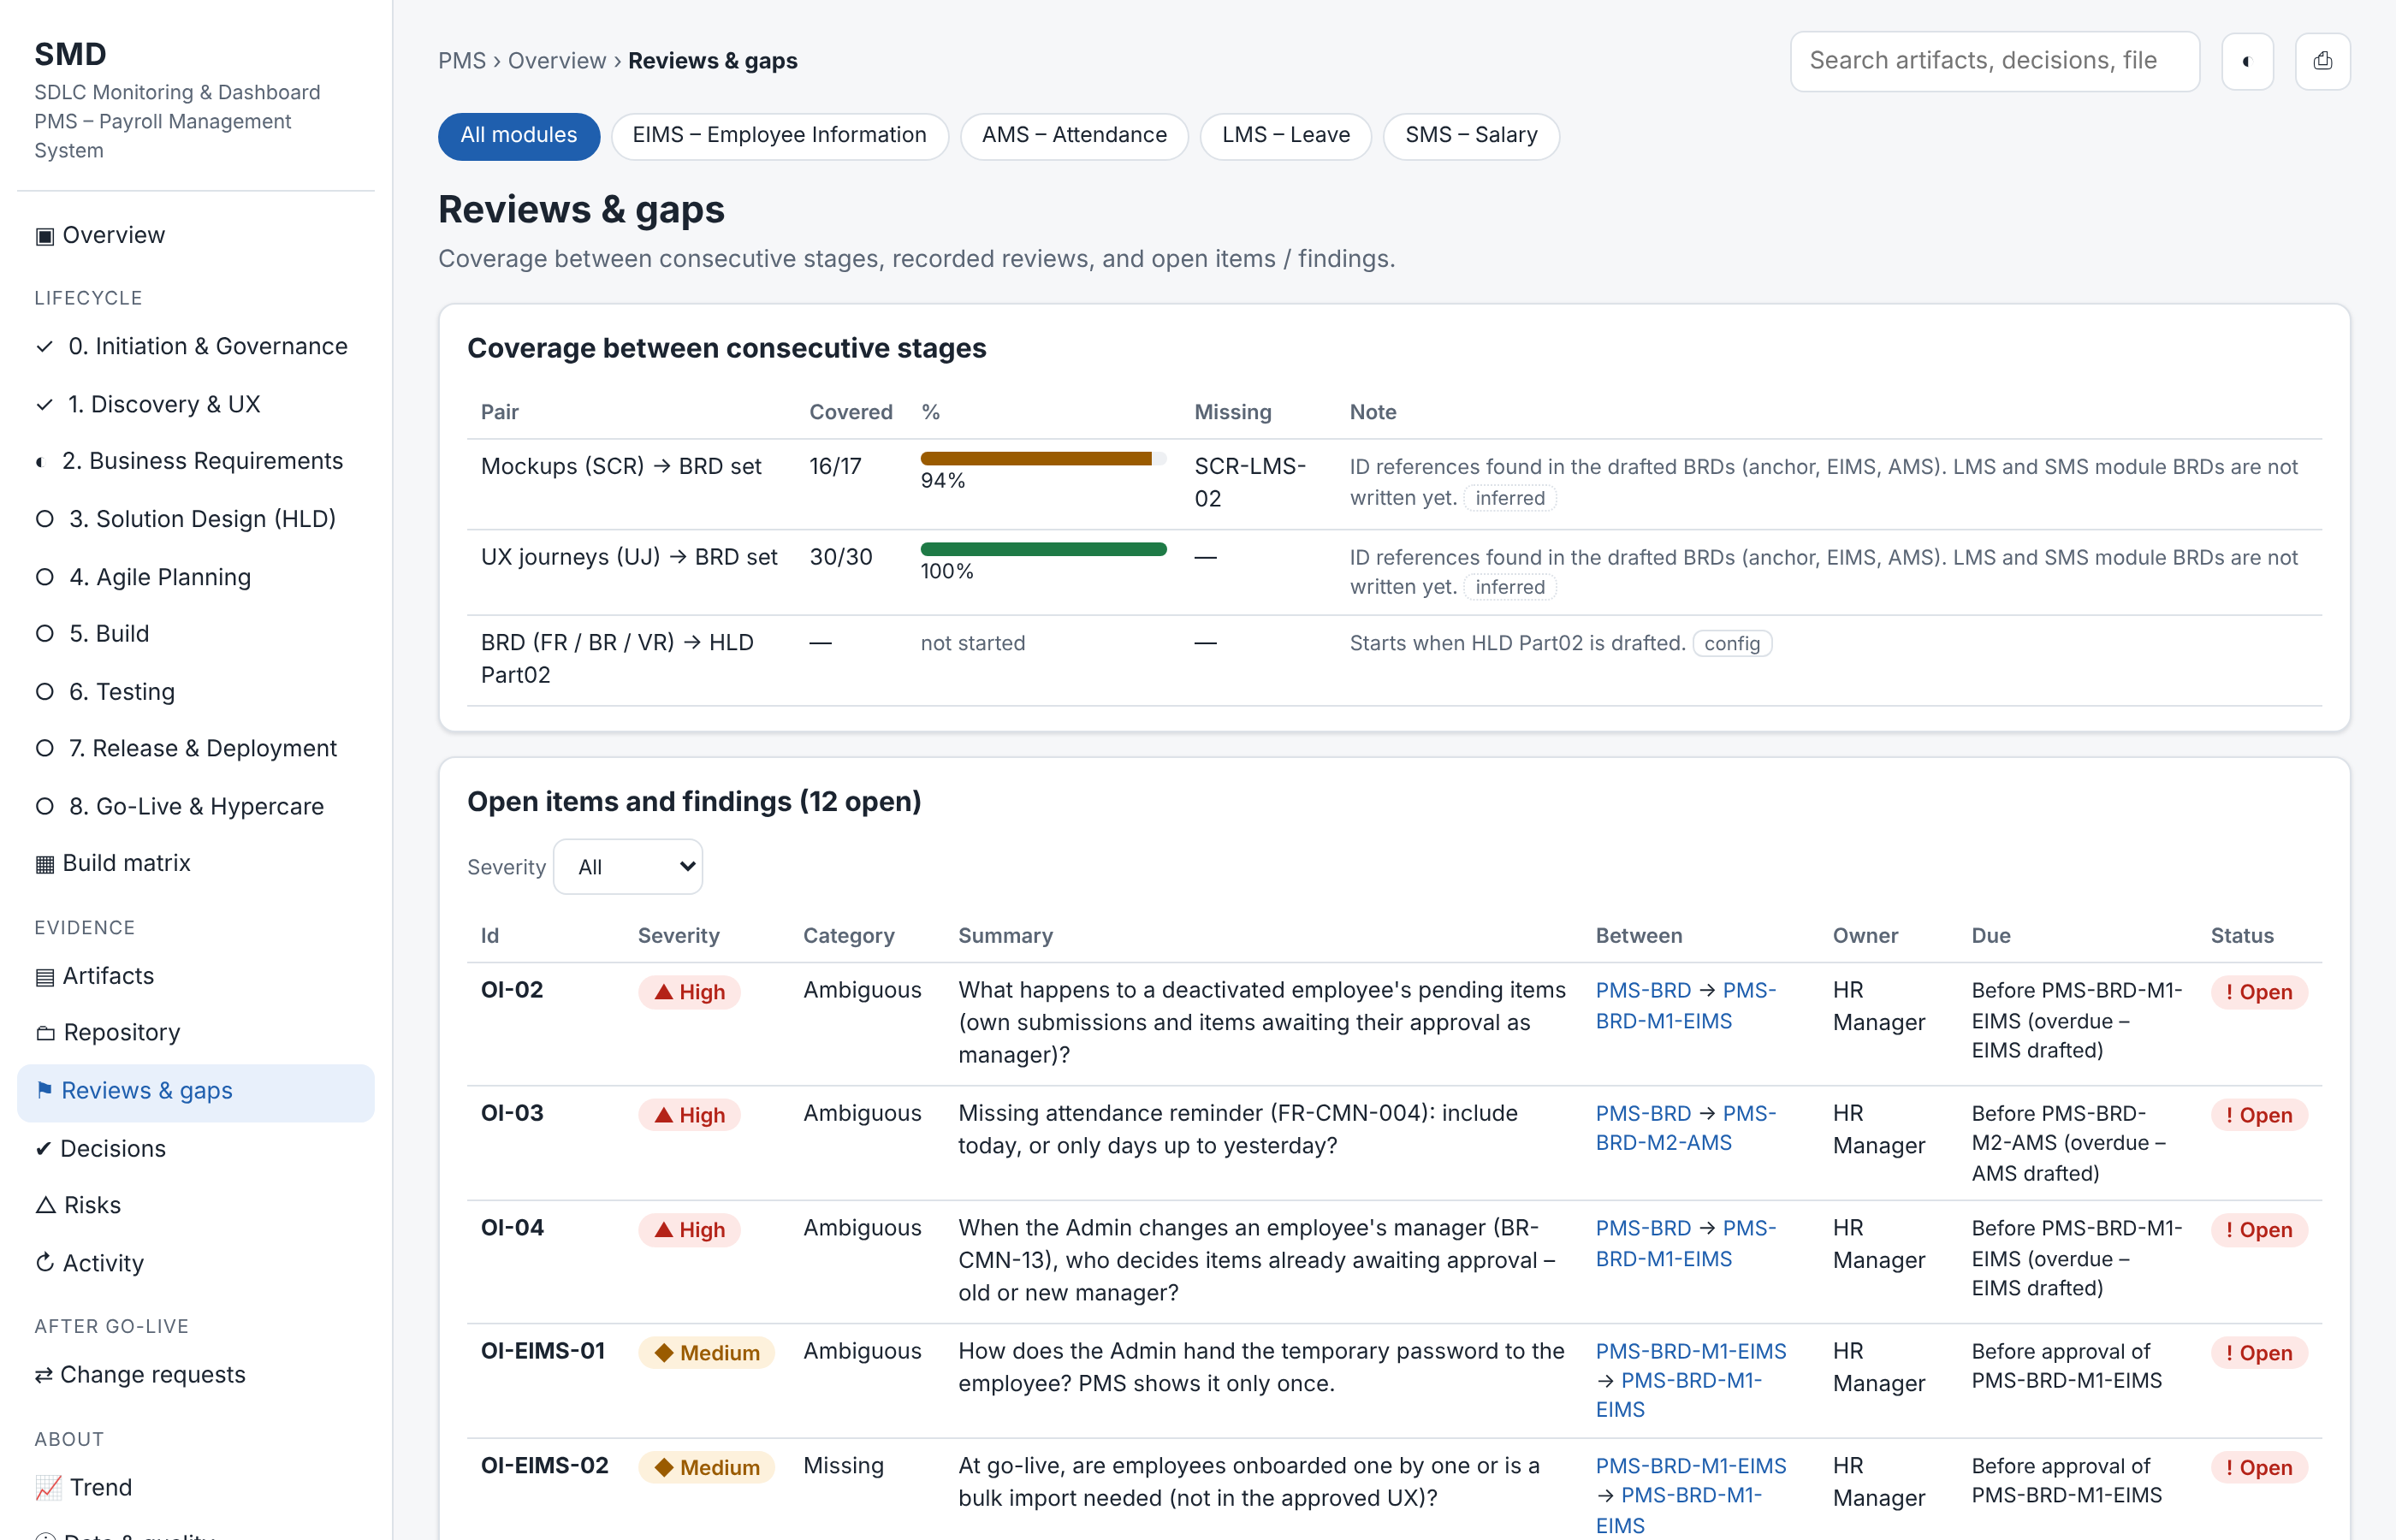 SMD
SDLC Monitoring & Dashboard
PMS – Payroll Management
System
Overview
LIFECYCLE
0. Initiation & Governance
1. Discovery & UX
2. Business Requirements
3. Solution Design (HLD)
4. Agile Planning
5. Build
6. Testing
7. Release & Deployment
8. Go-Live & Hypercare
Build matrix
EVIDENCE
Artifacts
Repository
Reviews & gaps
Decisions
Risks
Activity
AFTER GO-LIVE
Change requests
ABOUT
Trend
PMS › Overview › Reviews & gaps
Search artifacts, decisions, file
All modules
EIMS – Employee Information
AMS – Attendance
LMS – Leave
SMS – Salary
Reviews & gaps
Coverage between consecutive stages, recorded reviews, and open items / findings.
Coverage between consecutive stages
Pair Covered % Missing Note
Mockups (SCR) → BRD set
16/17
94%
SCR-LMS-
02
ID references found in the drafted BRDs (anchor, EIMS, AMS). LMS and SMS module BRDs are not
written yet. inferred
UX journeys (UJ) → BRD set
30/30
100%
—
ID references found in the drafted BRDs (anchor, EIMS, AMS). LMS and SMS module BRDs are not
written yet. inferred
BRD (FR / BR / VR) → HLD
Part02
—
not started
—
Starts when HLD Part02 is drafted. config
Open items and findings (12 open)
Severity All
Id Severity Category Summary Between Owner Due Status
OI-02
High
Ambiguous
What happens to a deactivated employee's pending items
(own submissions and items awaiting their approval as
manager)?
PMS-BRD → PMS-
BRD-M1-EIMS
HR
Manager
Before PMS-BRD-M1-
EIMS (overdue –
EIMS drafted)
! Open
OI-03
High
Ambiguous
Missing attendance reminder (FR-CMN-004): include
today, or only days up to yesterday?
PMS-BRD → PMS-
BRD-M2-AMS
HR
Manager
Before PMS-BRD-
M2-AMS (overdue –
AMS drafted)
! Open
OI-04
High
Ambiguous
When the Admin changes an employee's manager (BR-
CMN-13), who decides items already awaiting approval –
old or new manager?
PMS-BRD → PMS-
BRD-M1-EIMS
HR
Manager
Before PMS-BRD-M1-
EIMS (overdue –
EIMS drafted)
! Open
OI-EIMS-01
Medium
Ambiguous
How does the Admin hand the temporary password to the
employee? PMS shows it only once.
PMS-BRD-M1-EIMS
→ PMS-BRD-M1-
EIMS
HR
Manager
Before approval of
PMS-BRD-M1-EIMS
! Open
OI-EIMS-02
Medium
Missing
At go-live, are employees onboarded one by one or is a
bulk import needed (not in the approved UX)?
PMS-BRD-M1-EIMS
→ PMS-BRD-M1-
EIMS
HR
Manager
Before approval of
PMS-BRD-M1-EIMS
! Open